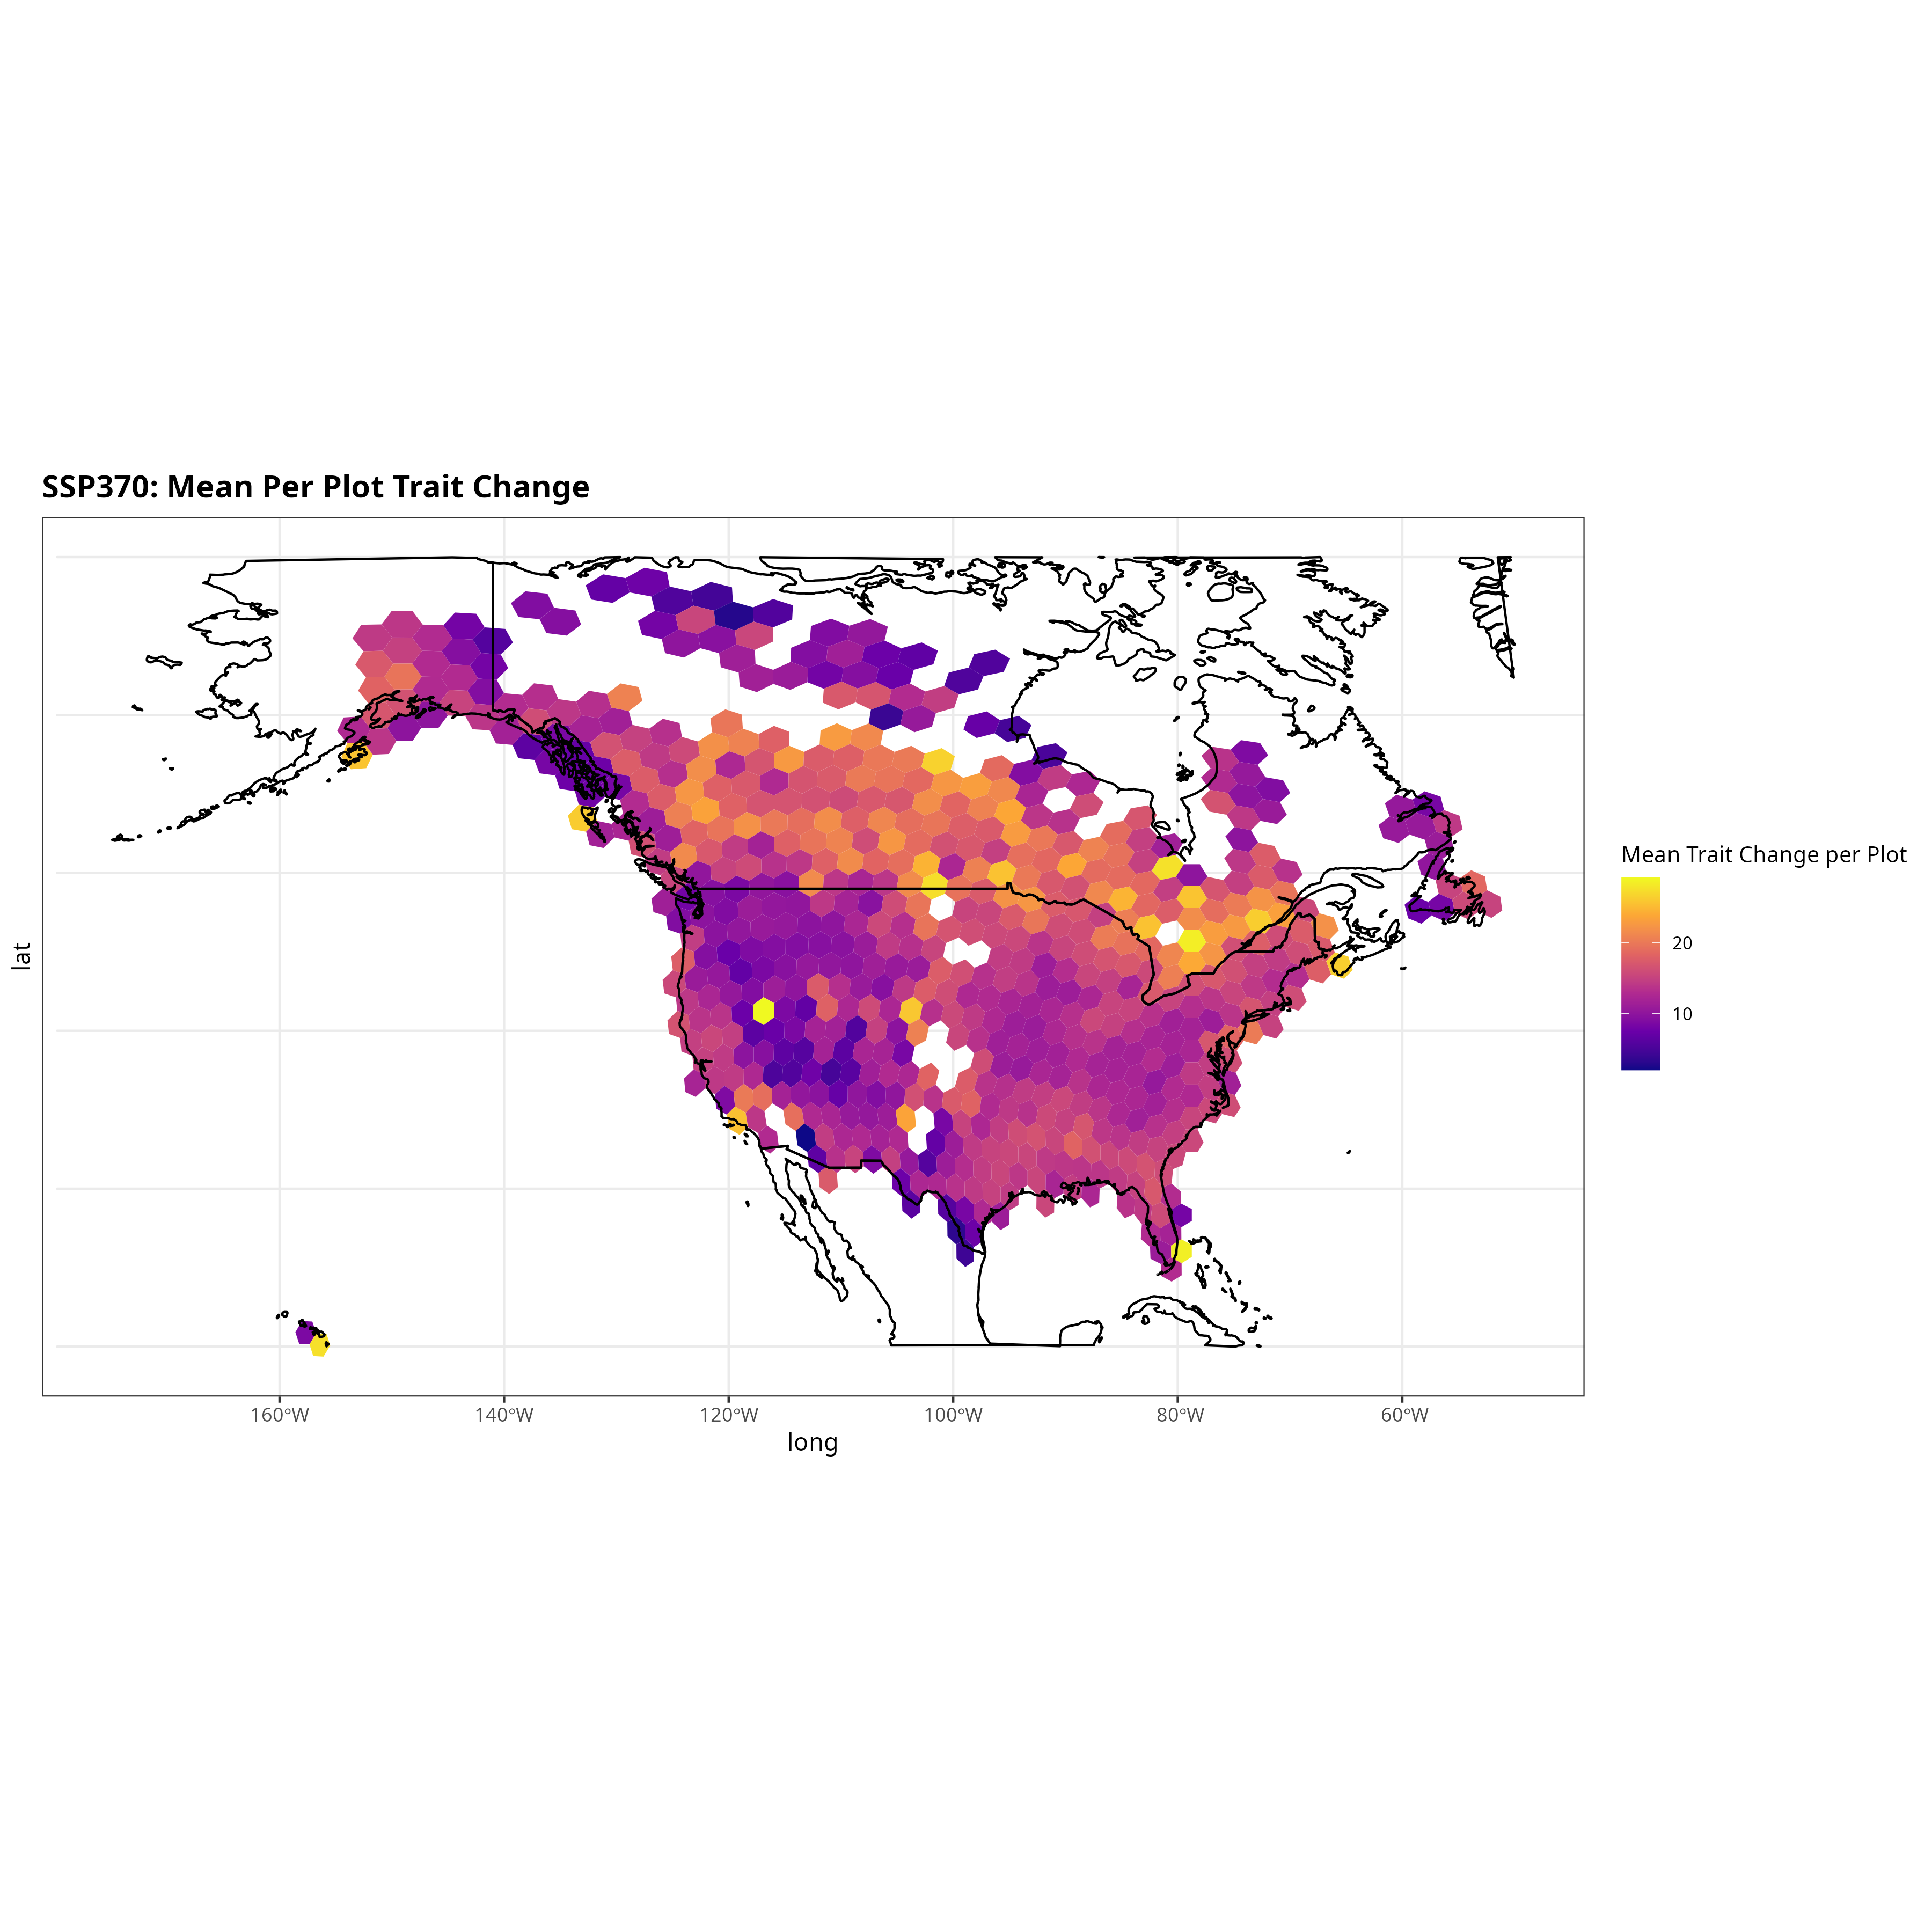 SSP370: Mean Per Plot Trait Change
lat
Mean Trait Change per Plot
20
10
160°W 140°W 120°W 100°W 80°W 60°W
long